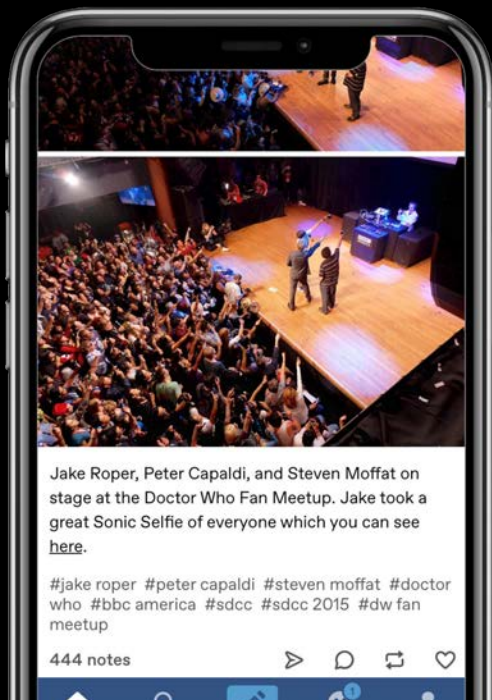 Jake Roper, Peter Capaldi, and Steven Moffat on
stage at the Doctor Who Fan Meetup. Jake took a
great Sonic Selfie of everyone which you can see
here.
#jake roper #peter capaldi #steven moffat #doctor
who #bbc america #sdcc #sdcc 2015 #dw fan
meetup
444 notes
1